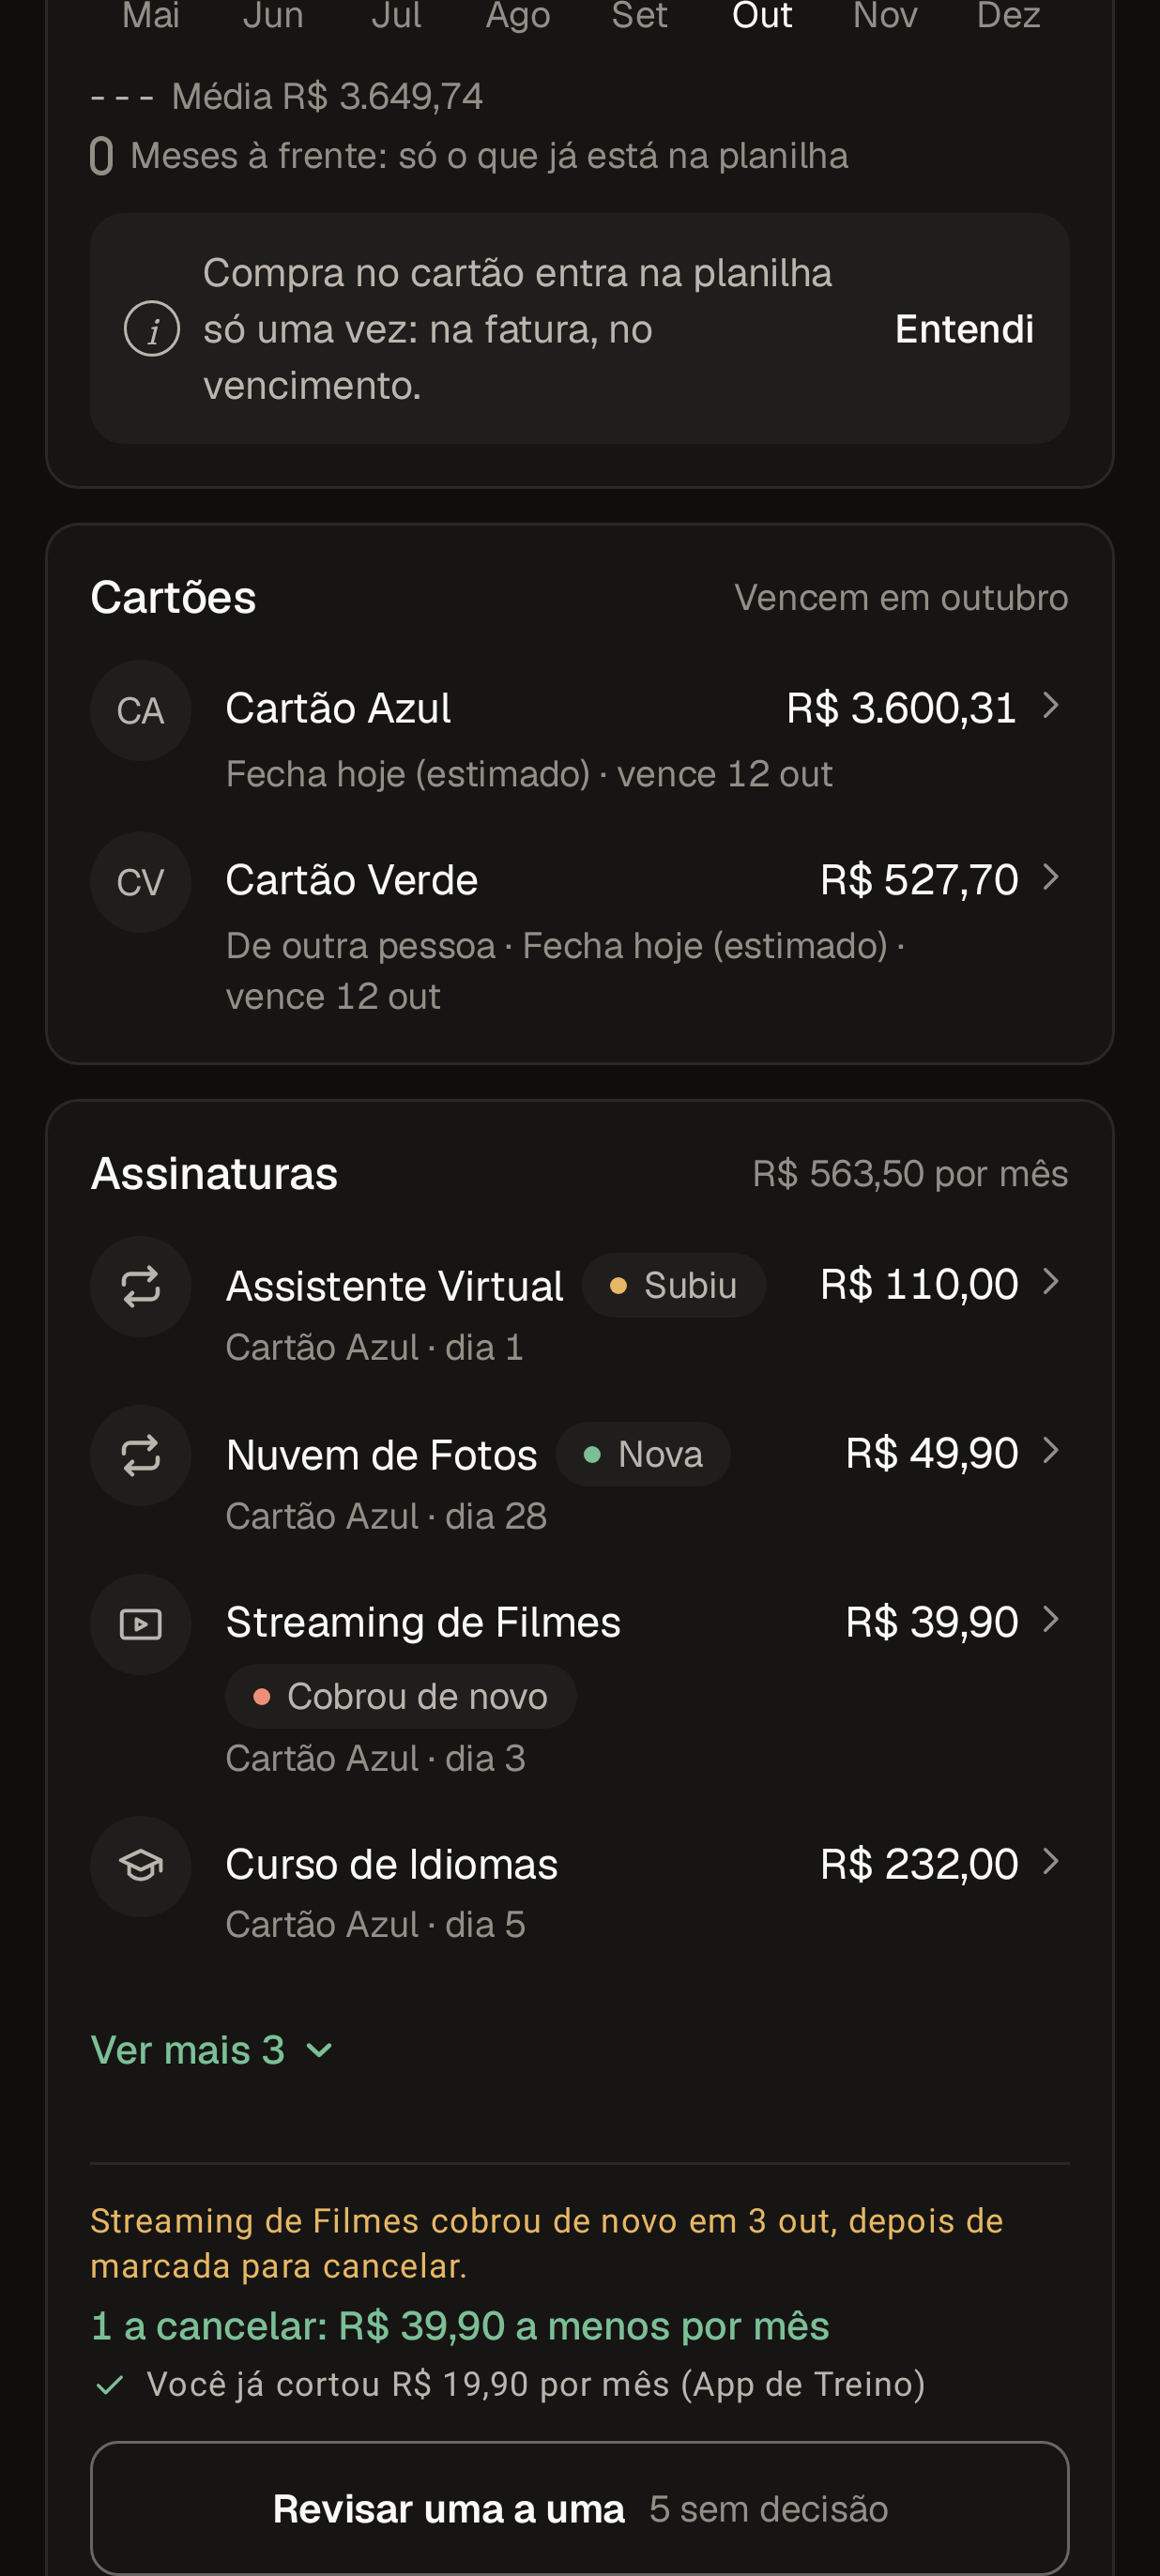 Mai Jun Jul Ago Set Out Nov Dez
--- Média R$ 3.649,74
Meses à frente: só o que já está na planilha
Compra no cartão entra na planilha
só uma vez: na fatura, no
vencimento.
Entendi
Cartões Vencem em outubro
CA Cartão Azul R$ 3.600,31
Fecha hoje (estimado) · vence 12 out
CV Cartão Verde R$ 527,70
De outra pessoa · Fecha hoje (estimado) ·
vence 12 out
Assinaturas R$ 563,50 por mês
Assistente Virtual Subiu R$ 110,00
Cartão Azul · dia 1
Nuvem de Fotos Nova R$ 49,90
Cartão Azul · dia 28
Streaming de Filmes R$ 39,90
Cobrou de novo
Cartão Azul · dia 3
Curso de Idiomas R$ 232,00
Cartão Azul · dia 5
Ver mais 3
Streaming de Filmes cobrou de novo em 3 out, depois de
marcada para cancelar.
1 a cancelar: R$ 39,90 a menos por mês
Você já cortou R$ 19,90 por mês (App de Treino)
Revisar uma a uma 5 sem decisão